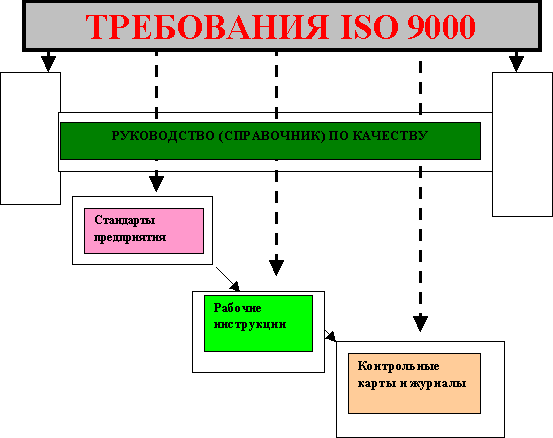 ТРЕБОВАНИЯ ISO 9000
РУКОВОДСТВО (СПРАВОЧНИК) ПО КАЧЕСТВУ
Стандарты
предприятия
Рабочие
инструкции
Контрольные
карты и журналы